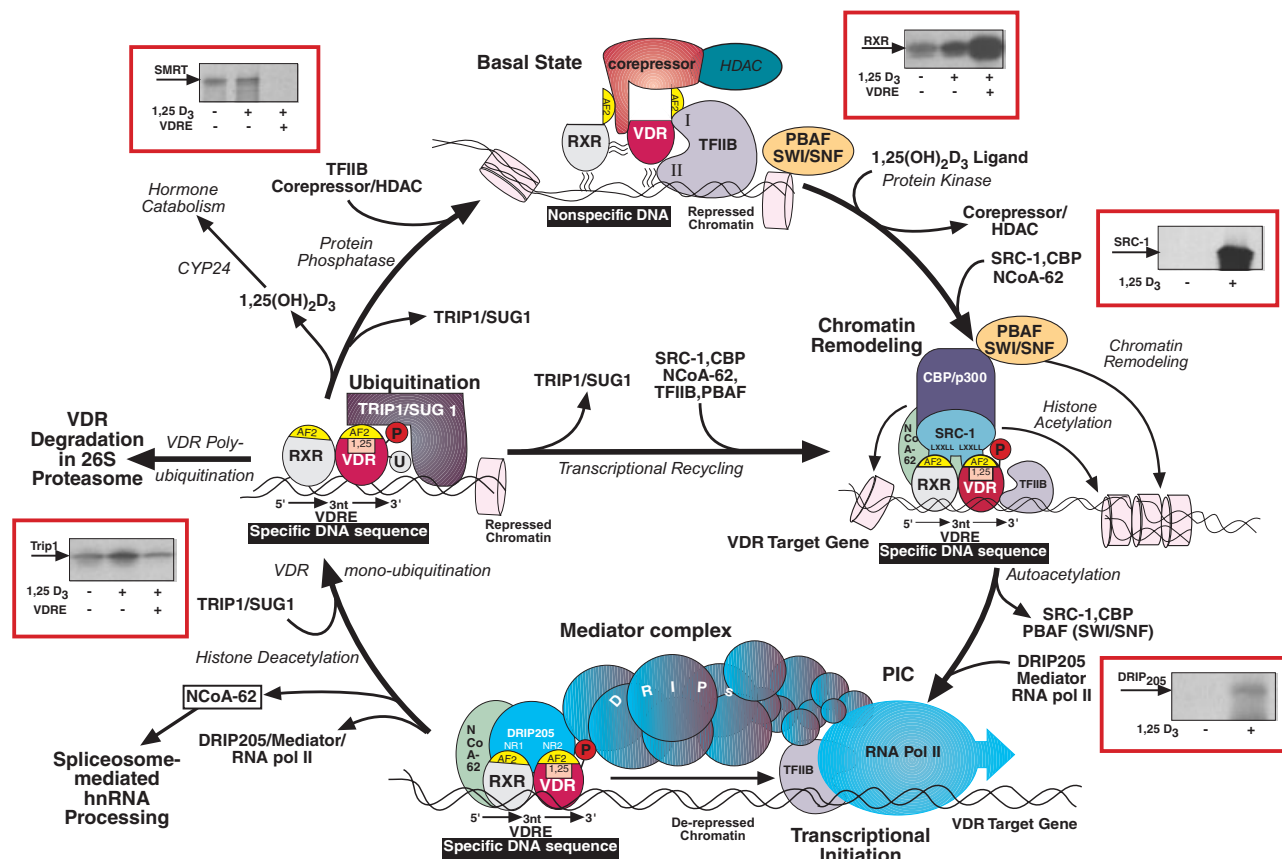 SMRT
1,25 D3 - + +
VDRE - - +
Basal State
corepressor
HDAC
AF2
AF2
I
RXR
VDR
TFIIB
II
Nonspecific DNA
Repressed
Chromatin
PBAF
SWI/SNF
RXR
1,25 D3 - + +
VDRE - - +
1,25(OH)2D3 Ligand
Protein Kinase
Corepressor/
HDAC
SRC-1,CBP
NCoA-62
SRC-1
1,25 D3 - +
Hormone
Catabolism
TFIIB
Corepressor/HDAC
Protein
Phosphatase
CYP24
1,25(OH)2D3
TRIP1/SUG1
Ubiquitination
TRIP1/SUG 1
AF2
AF2
P
1,25
RXR
VDR
U
5' 3nt 3'
VDRE
Specific DNA sequence
Repressed
Chromatin
VDR
Degradation
in 26S
Proteasome
VDR Poly-
ubiquitination
TRIP1/SUG1
SRC-1,CBP
NCoA-62,
TFIIB,PBAF
Transcriptional Recycling
Chromatin
Remodeling
PBAF
SWI/SNF
CBP/p300
Chromatin
Remodeling
Histone
Acetylation
N
Co
A-
62
SRC-1
LXXLL LXXLL
P
AF2
AF2
1,25
RXR
VDR
TFIIB
5' 3nt 3'
VDRE
VDR Target Gene
Specific DNA sequence
Autoacetylation
SRC-1,CBP
PBAF (SWI/SNF)
DRIP205
Mediator
RNA pol II
DRIP205
1,25 D3 - +
Trip1
1,25 D3 - + +
VDRE - - +
VDR mono-ubiquitination
TRIP1/SUG1
Histone Deacetylation
NCoA-62
DRIP205/Mediator/
RNA pol II
Spliceosome-
mediated
hnRNA
Processing
Mediator complex
D R I P s
PIC
N
Co
A-
62
DRIP205
NR1 NR2
P
AF2
AF2
1,25
RXR
VDR
TFIIB
RNA Pol II
5' 3nt 3'
VDRE
Specific DNA sequence
De-repressed
Chromatin
Transcriptional
Initiation
VDR Target Gene